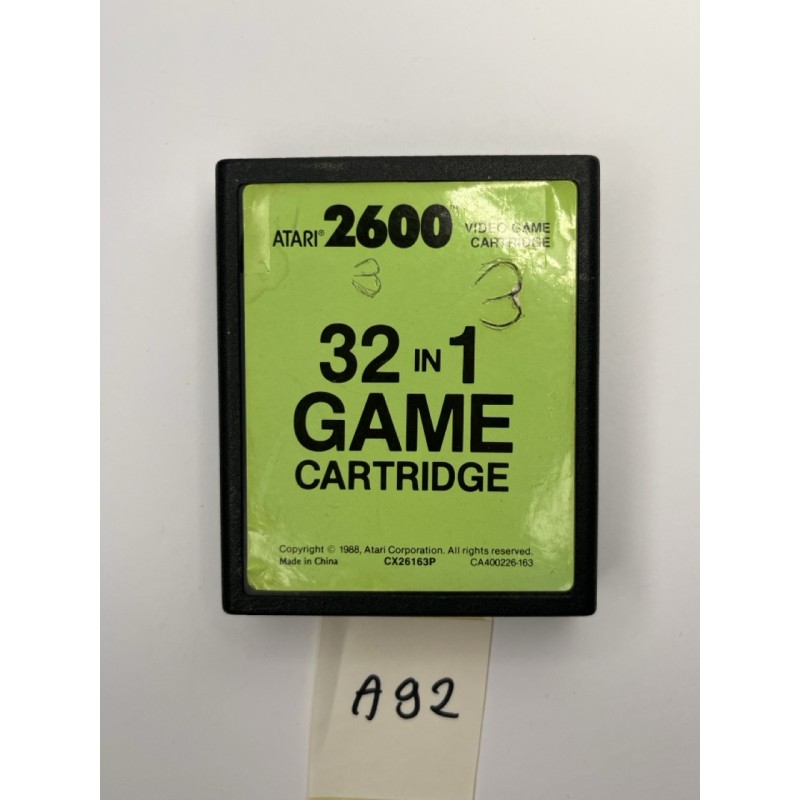 ATARI® 2600™ VIDEO GAME
CARTRIDGE
3 3
32 IN 1
GAME
CARTRIDGE
Copyright © 1988, Atari Corporation. All rights reserved.
Made in China CX26163P CA400226-163
A92